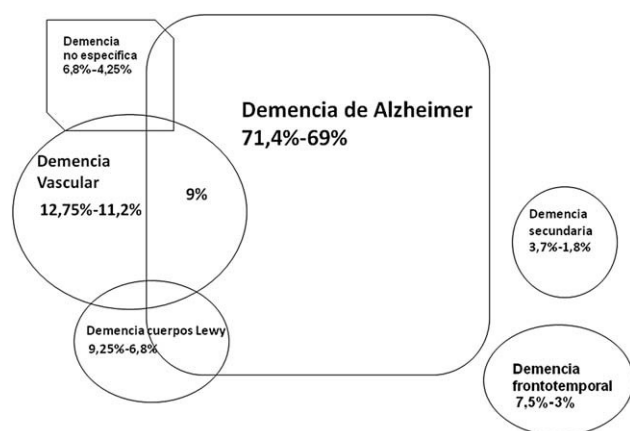 Demencia
no específica
6,8%-4,25%
Demencia de Alzheimer
71,4%-69%
Demencia
Vascular
12,75%-11,2%
9%
Demencia
secundaria
3,7%-1,8%
Demencia cuerpos Lewy
9,25%-6,8%
Demencia
frontotemporal
7,5%-3%